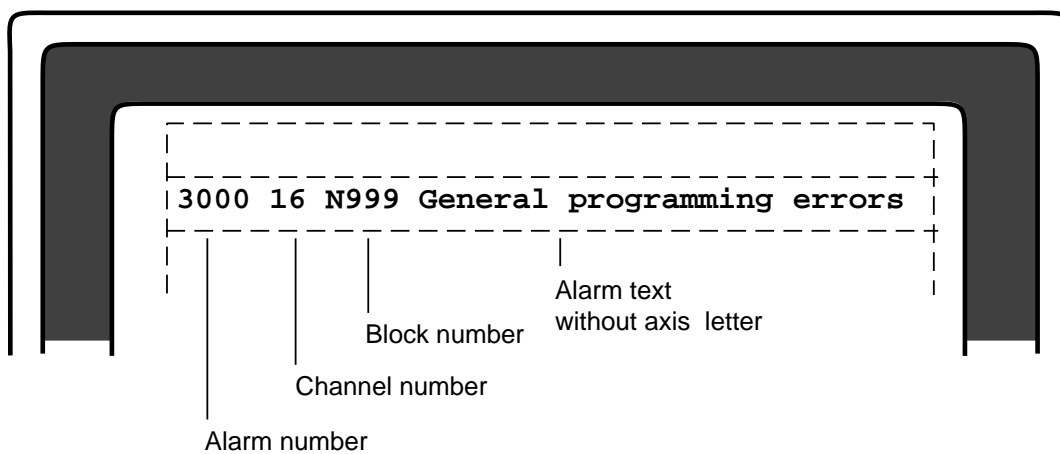 3000 16 N999 General programming errors
Alarm text
without axis letter
Block number
Channel number
Alarm number